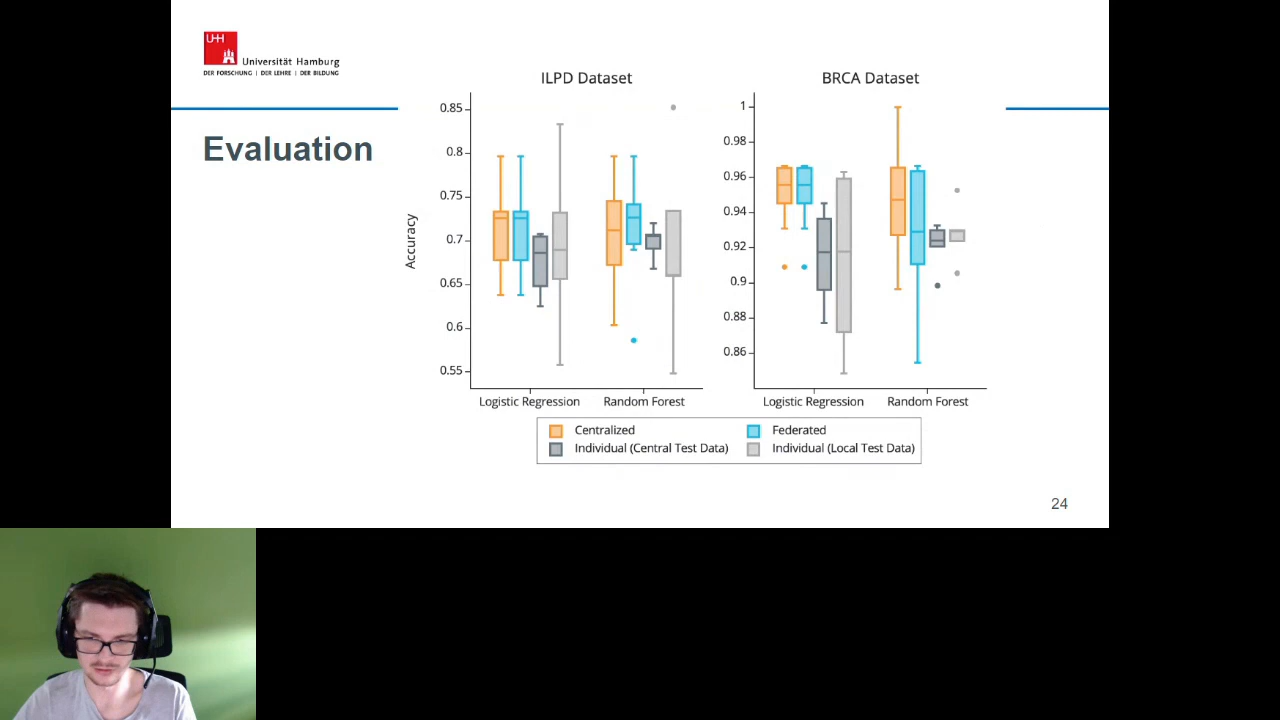 UHH
Universität Hamburg
DER FORSCHUNG | DER LEHRE | DER BILDUNG
Evaluation
ILPD Dataset
BRCA Dataset
Accuracy
0.85
0.8
0.75
0.7
0.65
0.6
0.55
1
0.98
0.96
0.94
0.92
0.9
0.88
0.86
Logistic Regression
Random Forest
Logistic Regression
Random Forest
Centralized
Federated
Individual (Central Test Data)
Individual (Local Test Data)
24